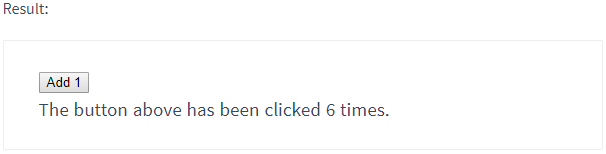 Result:
Add 1
The button above has been clicked 6 times.